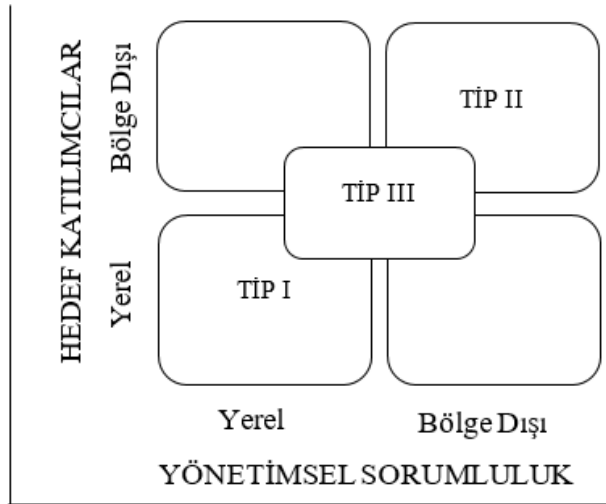 HEDEF KATILIMCILAR
Bölge Dışı
Yerel
TİP II
TİP III
TİP I
Yerel
Bölge Dışı
YÖNETİMSEL SORUMLULUK